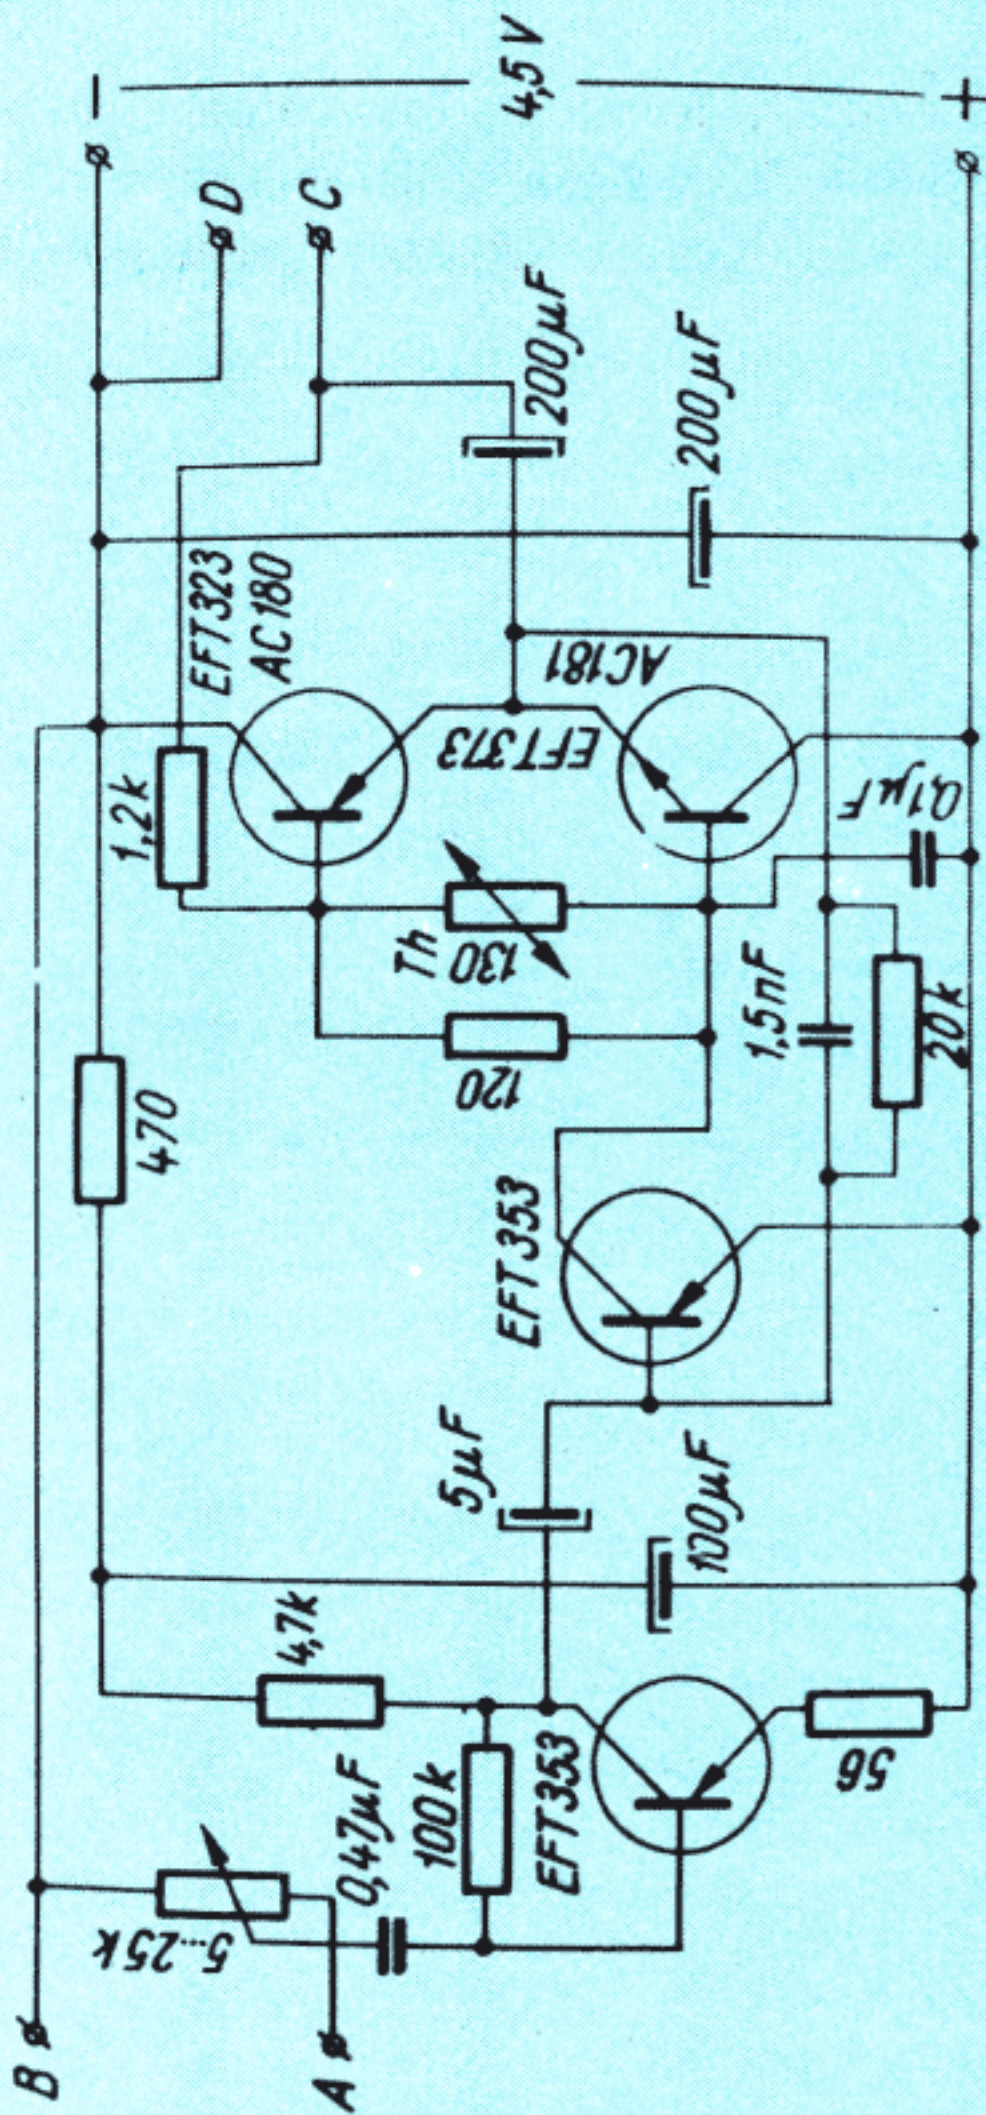 B
A
5...25k
0,47µF
4,7k
100k
EFT353
56
470
5µF
100µF
EFT353
1,2k
Th
130
120
1,5nF
20k
0,1µF
EFT323
AC180
EFT373
AC181
200µF
200µF
D
C
−
4,5V
+